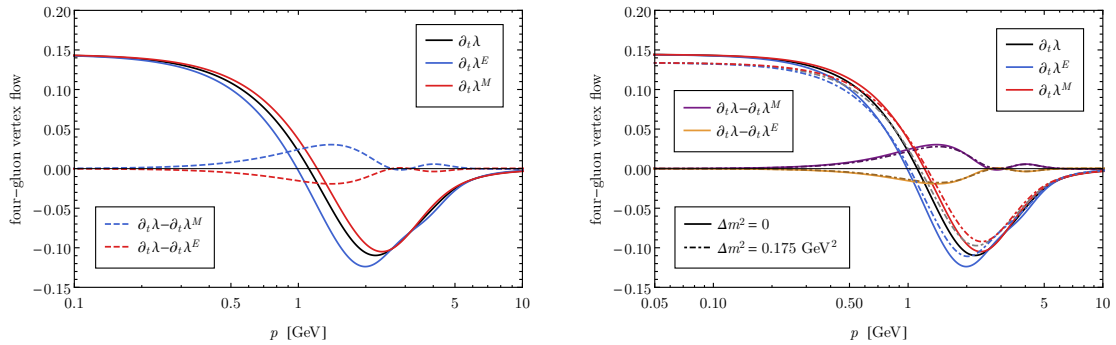 four-gluon vertex flow
0.20
0.15
0.10
0.05
0.00
−0.05
−0.10
−0.15
∂ₜλ
∂ₜλᴱ
∂ₜλᴹ
∂ₜλ−∂ₜλᴹ
∂ₜλ−∂ₜλᴱ
0.1 0.5 1 5 10
p [GeV]
four-gluon vertex flow
0.20
0.15
0.10
0.05
0.00
−0.05
−0.10
−0.15
∂ₜλ
∂ₜλᴱ
∂ₜλᴹ
∂ₜλ−∂ₜλᴹ
∂ₜλ−∂ₜλᴱ
Δm² = 0
Δm² = 0.175 GeV²
0.05 0.10 0.50 1 5 10
p [GeV]